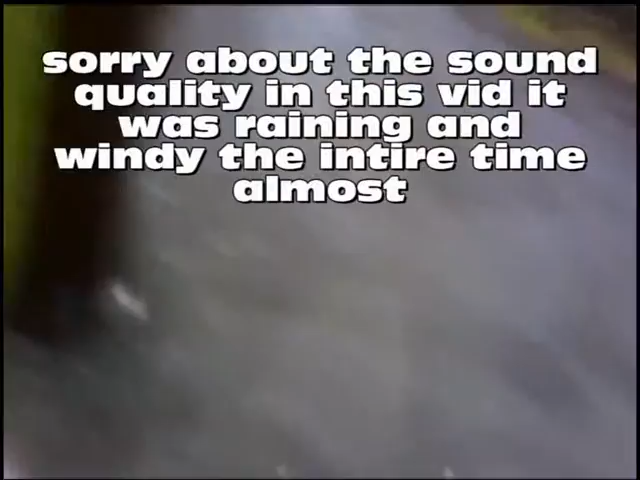 sorry about the sound
quality in this vid it
was raining and
windy the intire time
almost